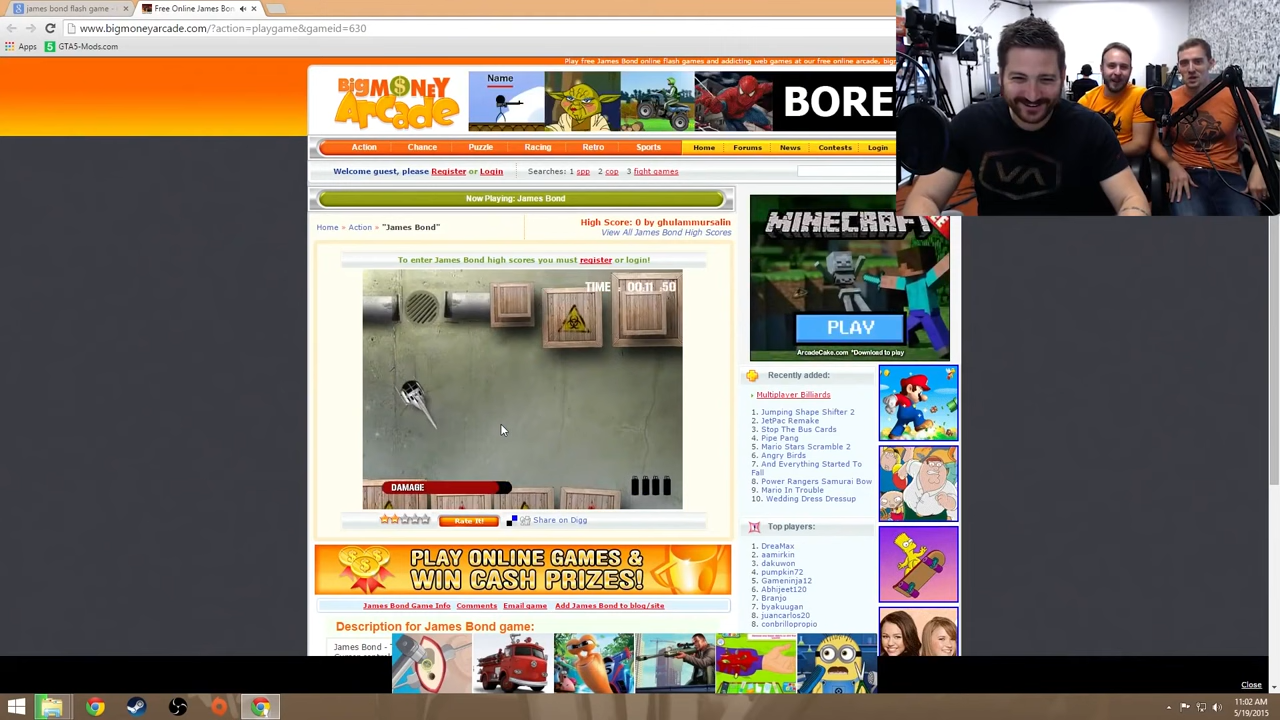 james bond flash game -
Free Online James Bon
www.bigmoneyarcade.com/?action=playgame&gameid=630
Apps
GTA5-Mods.com
Play free James Bond online flash games and addicting web games at our free online arcade,
BIGMONEY
Arcade
Name
BORE
Action
Chance
Puzzle
Racing
Retro
Sports
Home
Forums
News
Contests
Login
Welcome guest, please Register or Login
Searches: 1 spp 2 cop 3 fight games
Now Playing: James Bond
Home » Action » "James Bond"
High Score: 0 by ghulammursalin
View All James Bond High Scores
To enter James Bond high scores you must register or login!
TIME : 00:11 :50
DAMAGE
Rate It!
Share on Digg
PLAY ONLINE GAMES &
WIN CASH PRIZES!
James Bond Game Info
Comments
Email game
Add James Bond to blog/site
Description for James Bond game:
James Bond -
MINECRAFT
PLAY
ArcadeCake.com *Download to play
Recently added:
Multiplayer Billiards
1. Jumping Shape Shifter 2
2. JetPac Remake
3. Stop The Bus Cards
4. Pipe Pang
5. Mario Stars Scramble 2
6. Angry Birds
7. And Everything Started To
Fall
8. Power Rangers Samurai Bow
9. Mario In Trouble
10. Wedding Dress Dressup
Top players:
1. DreaMax
2. aamirkin
3. dakuwon
4. pumpkin72
5. Gameninja12
6. Abhijeet120
7. Branjo
7. byakuugan
8. juancarlos20
8. conbrillopropio
Close
11:02 AM
5/19/2015